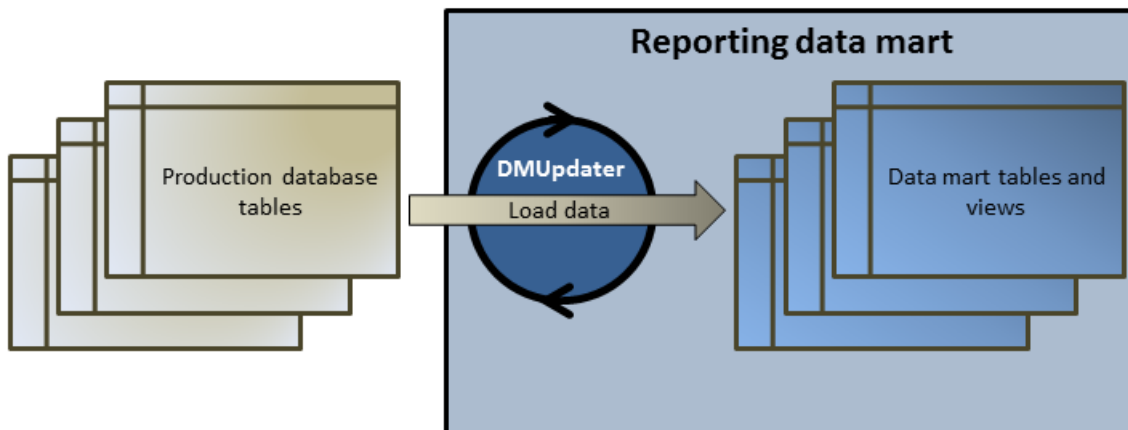 Reporting data mart
Production database
tables
DMUpdater
Load data
Data mart tables and
views